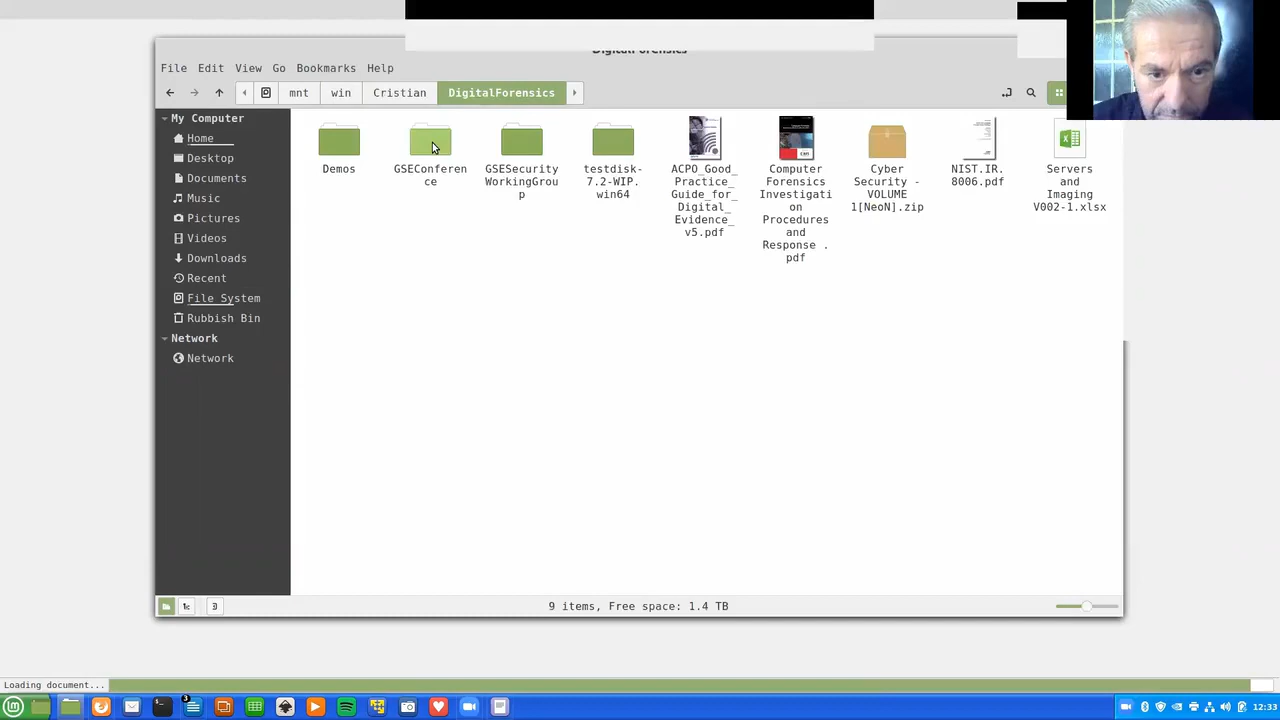 DigitalForensics
File Edit View Go Bookmarks Help
mnt win Cristian DigitalForensics
My Computer
Home
Desktop
Documents
Music
Pictures
Videos
Downloads
Recent
File System
Rubbish Bin
Network
Network
Demos
GSEConferen
ce
GSESecurity
WorkingGrou
p
testdisk-
7.2-WIP.
win64
ACPO_Good_
Practice_
Guide_for_
Digital_
Evidence_
v5.pdf
Computer
Forensics
Investigati
on
Procedures
and
Response .
pdf
Cyber
Security -
VOLUME
1[NeoN].zip
NIST.IR.
8006.pdf
Servers
and
Imaging
V002-1.xlsx
9 items, Free space: 1.4 TB
Loading document...
3
12:33